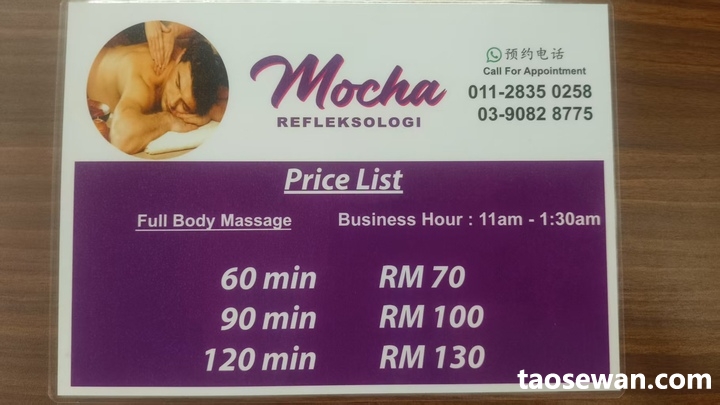 Mocha
REFLEKSOLOGI
预约电话
Call For Appointment
011-2835 0258
03-9082 8775
Price List
Full Body Massage
Business Hour : 11am - 1:30am
60 min RM 70
90 min RM 100
120 min RM 130
taosewan.com